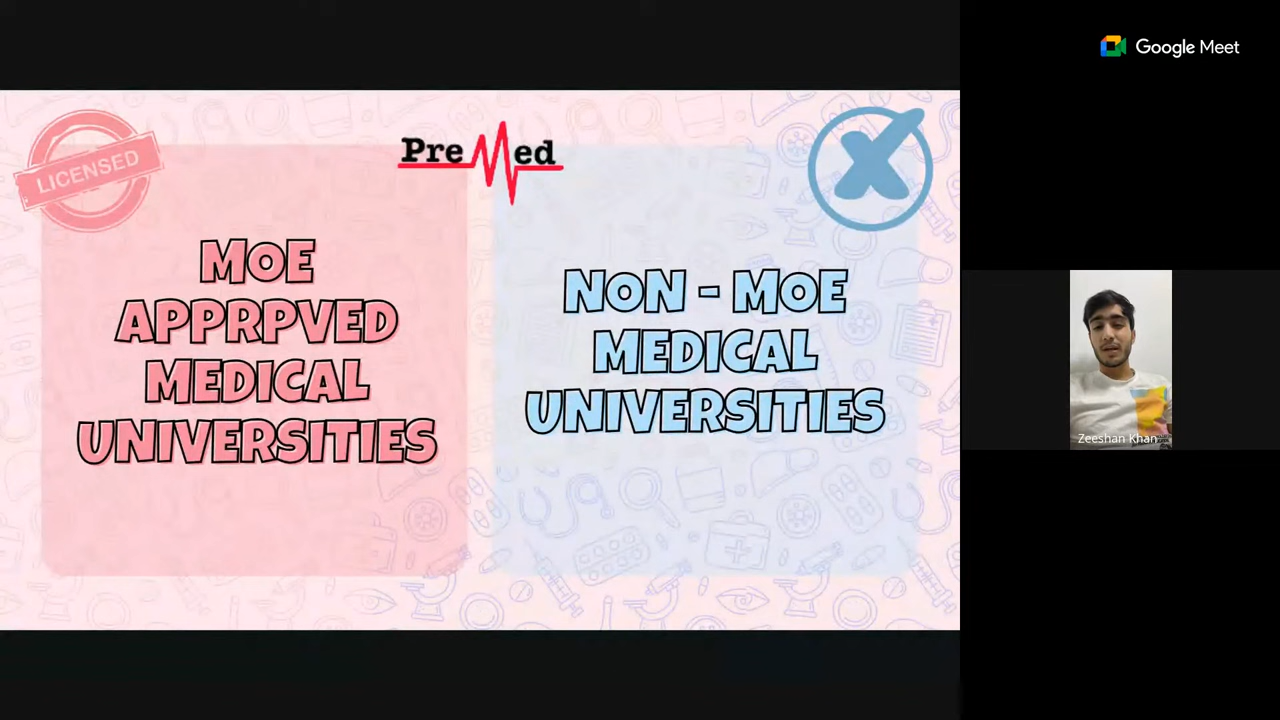 Google Meet
LICENSED
PreMed
MOE
APPRPVED
MEDICAL
UNIVERSITIES
NON - MOE
MEDICAL
UNIVERSITIES
Zeeshan Khan